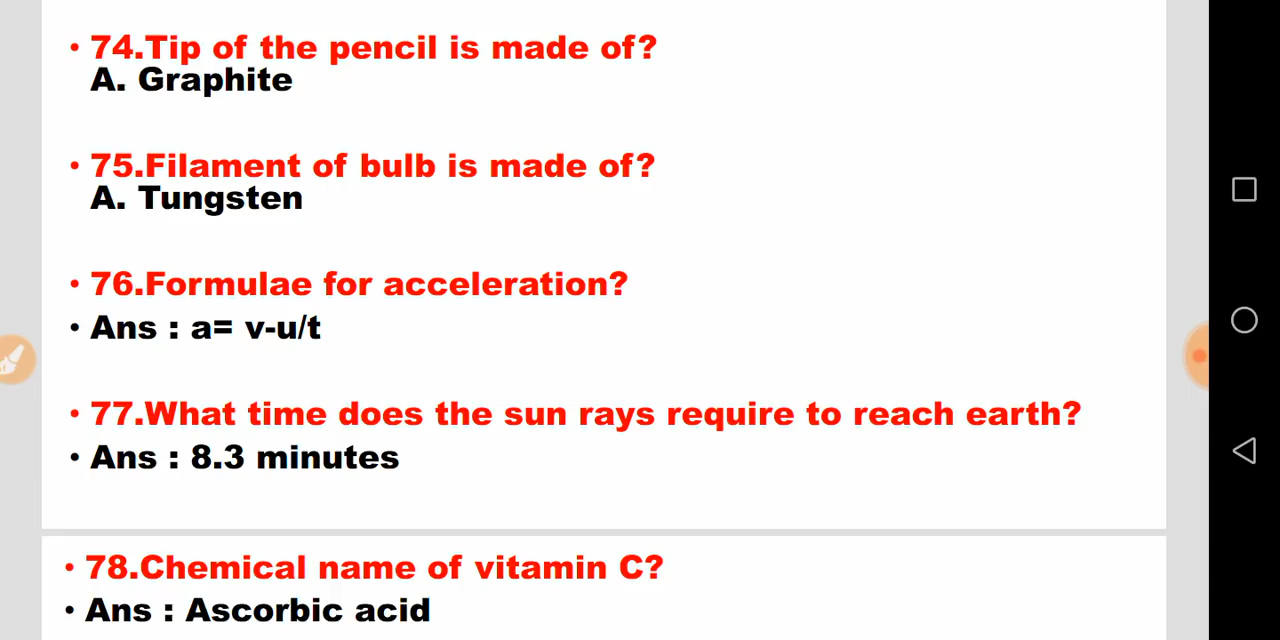 • 74.Tip of the pencil is made of?
A. Graphite
• 75.Filament of bulb is made of?
A. Tungsten
• 76.Formulae for acceleration?
• Ans : a= v-u/t
• 77.What time does the sun rays require to reach earth?
• Ans : 8.3 minutes
• 78.Chemical name of vitamin C?
• Ans : Ascorbic acid